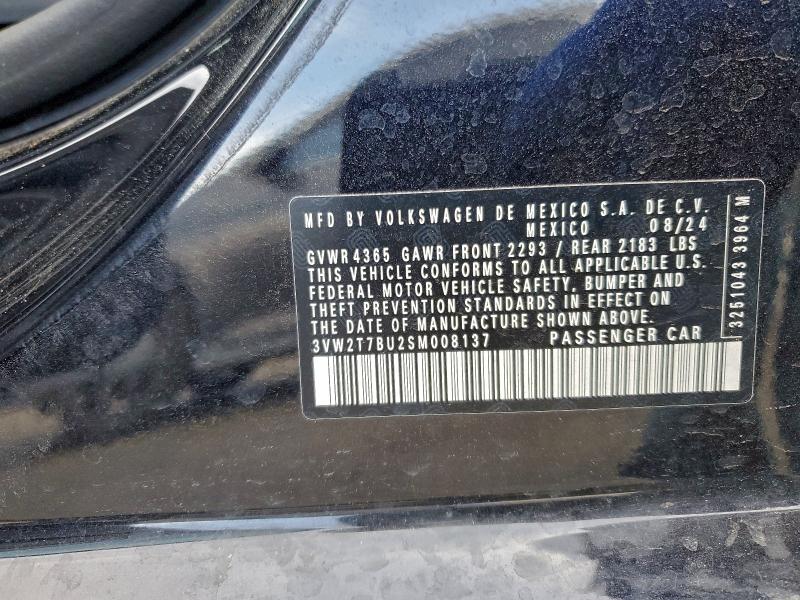 MFD BY VOLKSWAGEN DE MEXICO S.A. DE C.V.
MEXICO 08/24
GVWR 4365 GAWR FRONT 2293 / REAR 2183 LBS
THIS VEHICLE CONFORMS TO ALL APPLICABLE U.S.
FEDERAL MOTOR VEHICLE SAFETY, BUMPER AND
THEFT PREVENTION STANDARDS IN EFFECT ON
THE DATE OF MANUFACTURE SHOWN ABOVE.
3VW2T7BU2SM008137 PASSENGER CAR
3251043 3964 M